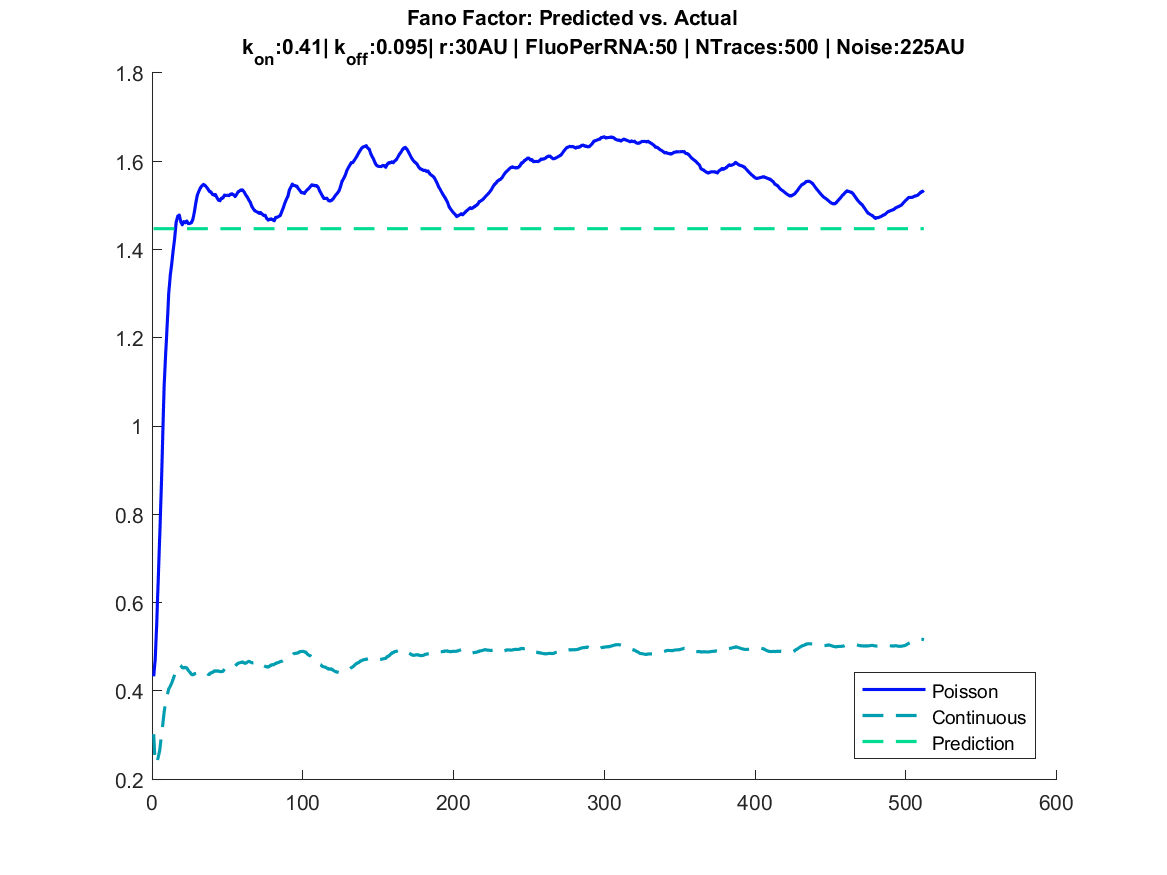 Fano Factor: Predicted vs. Actual
kon:0.41| koff:0.095| r:30AU | FluoPerRNA:50 | NTraces:500 | Noise:225AU
1.8
1.6
1.4
1.2
1
0.8
0.6
0.4
0.2
Poisson
Continuous
Prediction
0 100 200 300 400 500 600